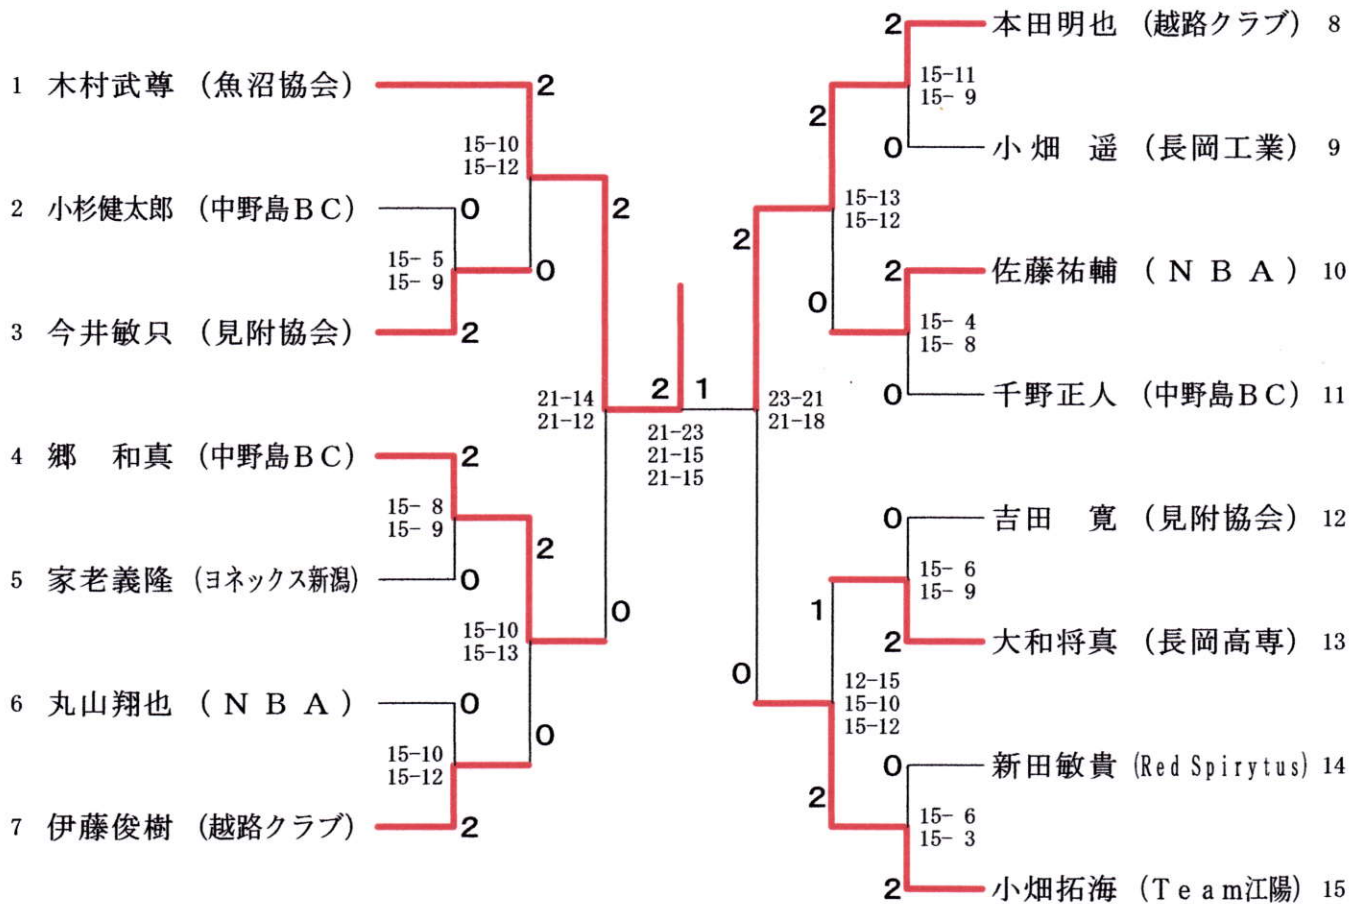 1 木村武尊 (魚沼協会) 2
15-10
15-12
2 小杉健太郎 (中野島BC) 0
15- 5
15- 9
0
3 今井敏只 (見附協会) 2
2
21-14
21-12
4 郷 和真 (中野島BC) 2
15- 8
15- 9
2
5 家老義隆 (ヨネックス新潟) 0
15-10
15-13
0
6 丸山翔也 (NBA) 0
15-10
15-12
0
7 伊藤俊樹 (越路クラブ) 2
2 1
21-23
21-15
21-15
2 本田明也 (越路クラブ) 8
15-11
15- 9
2
0 小畑 遥 (長岡工業) 9
15-13
15-12
2
2 佐藤祐輔 (NBA) 10
0
15- 4
15- 8
0 千野正人 (中野島BC) 11
23-21
21-18
0 吉田 寛 (見附協会) 12
15- 6
15- 9
1
2 大和将真 (長岡高専) 13
0
12-15
15-10
15-12
0 新田敏貴 (Red Spirytus) 14
2
15- 6
15- 3
2 小畑拓海 (Team江陽) 15